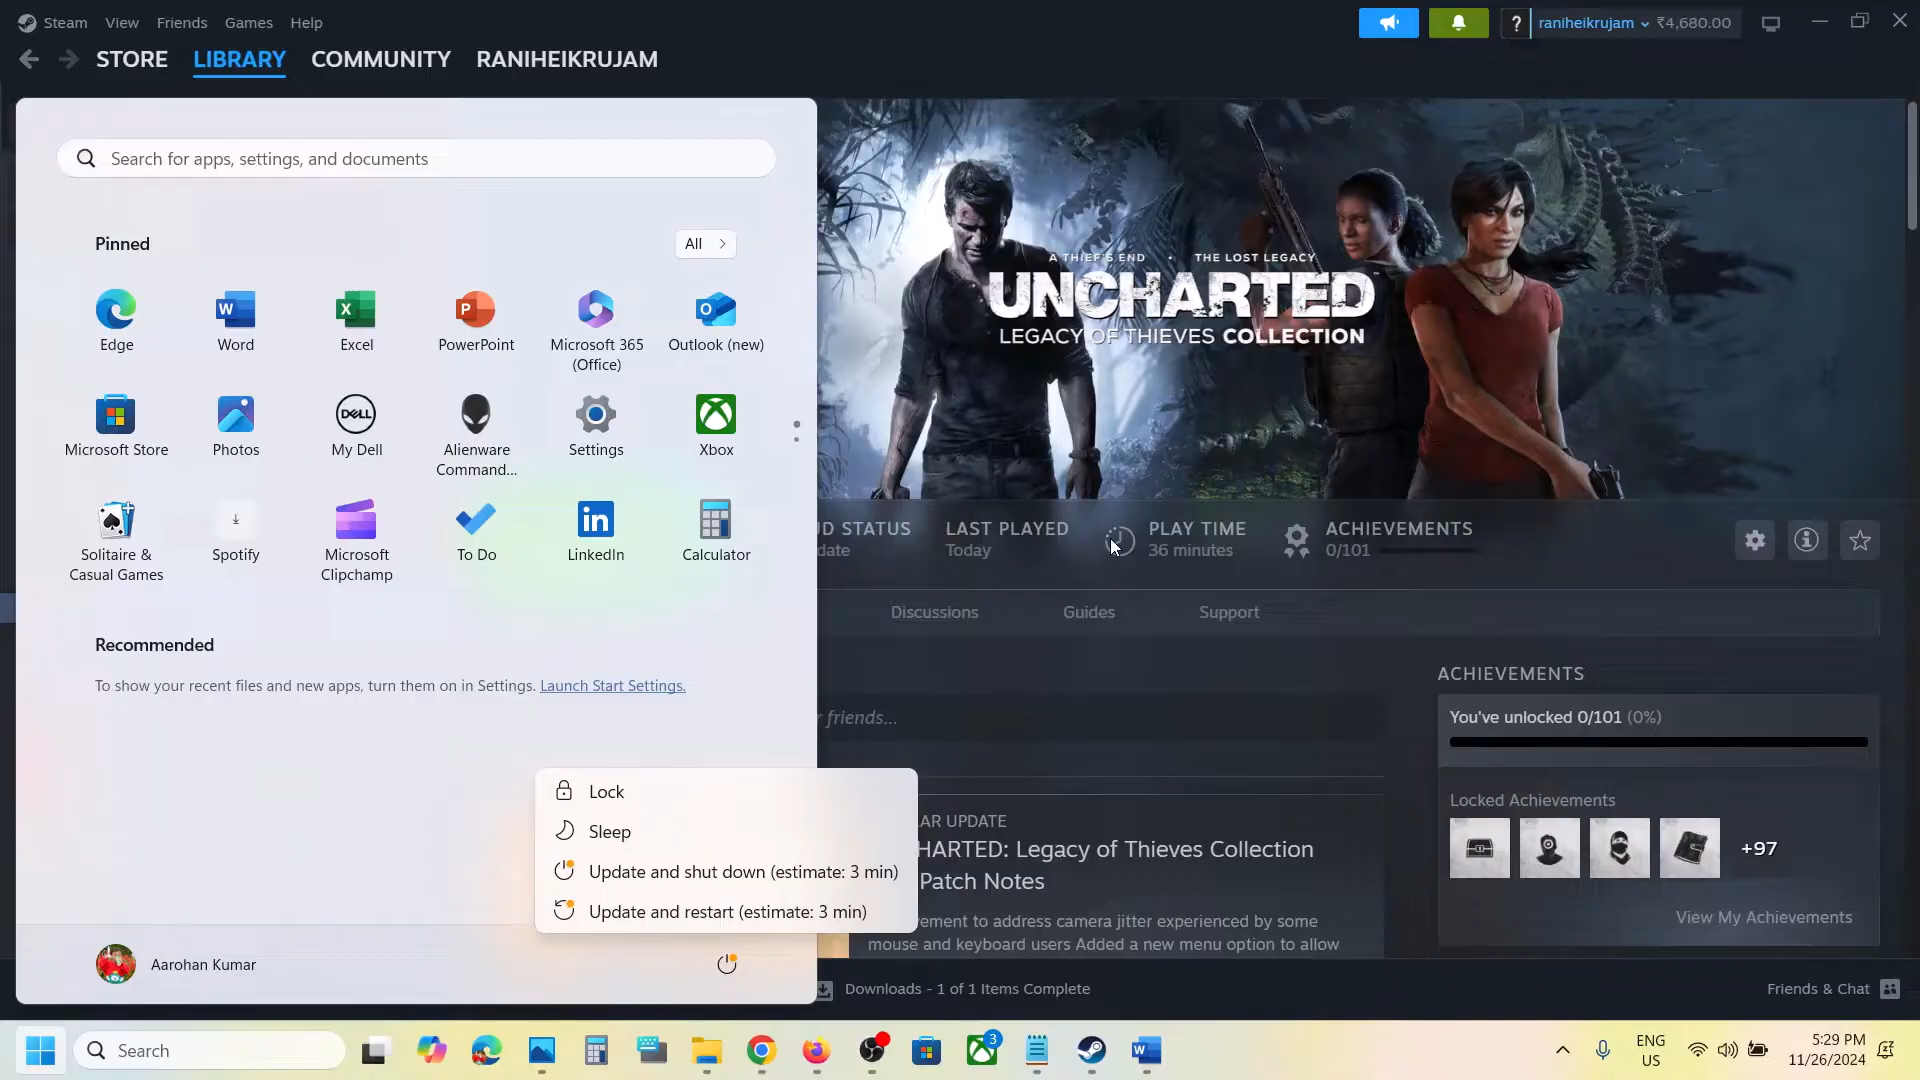 Steam View Friends Games Help
? raniheikrujam ₹4,680.00
STORE LIBRARY COMMUNITY RANIHEIKRUJAM
Search for apps, settings, and documents
Pinned
All
Edge Word Excel PowerPoint Microsoft 365 (Office) Outlook (new)
Microsoft Store Photos My Dell Alienware Command... Settings Xbox
Solitaire & Casual Games Spotify Microsoft Clipchamp To Do LinkedIn Calculator
Recommended
To show your recent files and new apps, turn them on in Settings. Launch Start Settings.
Lock
Sleep
Update and shut down (estimate: 3 min)
Update and restart (estimate: 3 min)
Aarohan Kumar
A THIEF'S END • THE LOST LEGACY
UNCHARTED™
LEGACY OF THIEVES COLLECTION
UD STATUS LAST PLAYED PLAY TIME ACHIEVEMENTS
date Today 36 minutes 0/101
Discussions Guides Support
r friends...
LAR UPDATE
HARTED: Legacy of Thieves Collection
Patch Notes
ement to address camera jitter experienced by some
mouse and keyboard users Added a new menu option to allow
ACHIEVEMENTS
You've unlocked 0/101 (0%)
Locked Achievements
+97
View My Achievements
Downloads - 1 of 1 Items Complete
Friends & Chat
Search
3
ENG
US
5:29 PM
11/26/2024